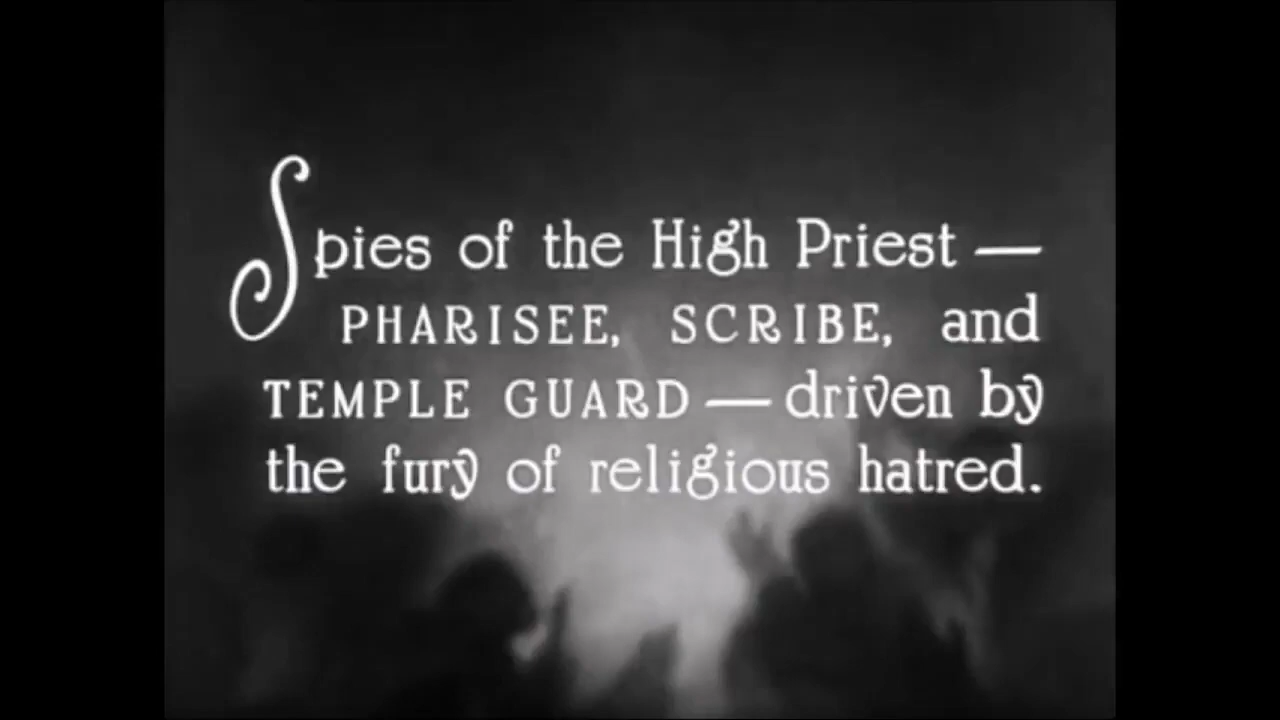 Spies of the High Priest —
PHARISEE, SCRIBE, and
TEMPLE GUARD — driven by
the fury of religious hatred.